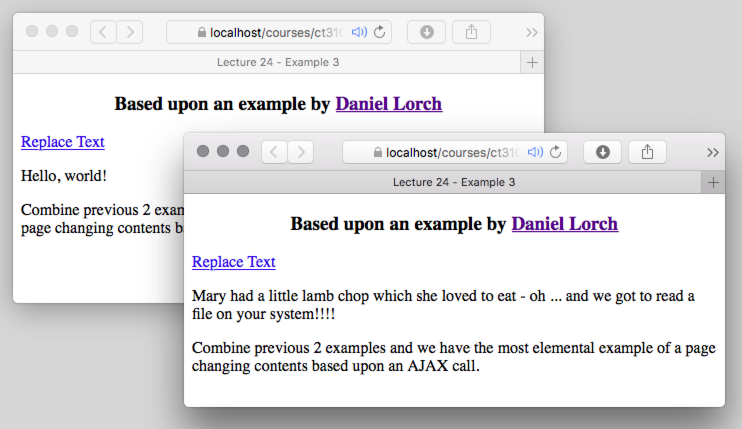 localhost/courses/ct310
Lecture 24 - Example 3
Based upon an example by Daniel Lorch
Replace Text
Hello, world!
Combine previous 2 exam
page changing contents ba
localhost/courses/ct310
Lecture 24 - Example 3
Based upon an example by Daniel Lorch
Replace Text
Mary had a little lamb chop which she loved to eat - oh ... and we got to read a
file on your system!!!!
Combine previous 2 examples and we have the most elemental example of a page
changing contents based upon an AJAX call.